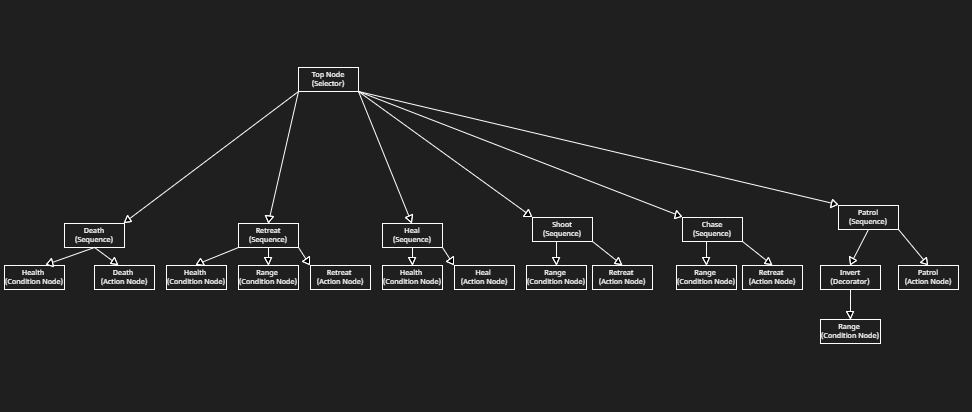 Top Node
(Selector)
Death
(Sequence)
Retreat
(Sequence)
Heal
(Sequence)
Shoot
(Sequence)
Chase
(Sequence)
Patrol
(Sequence)
Health
(Condition Node)
Death
(Action Node)
Health
(Condition Node)
Range
(Condition Node)
Retreat
(Action Node)
Health
(Condition Node)
Heal
(Action Node)
Range
(Condition Node)
Retreat
(Action Node)
Range
(Condition Node)
Retreat
(Action Node)
Invert
(Decorator)
Patrol
(Action Node)
Range
(Condition Node)